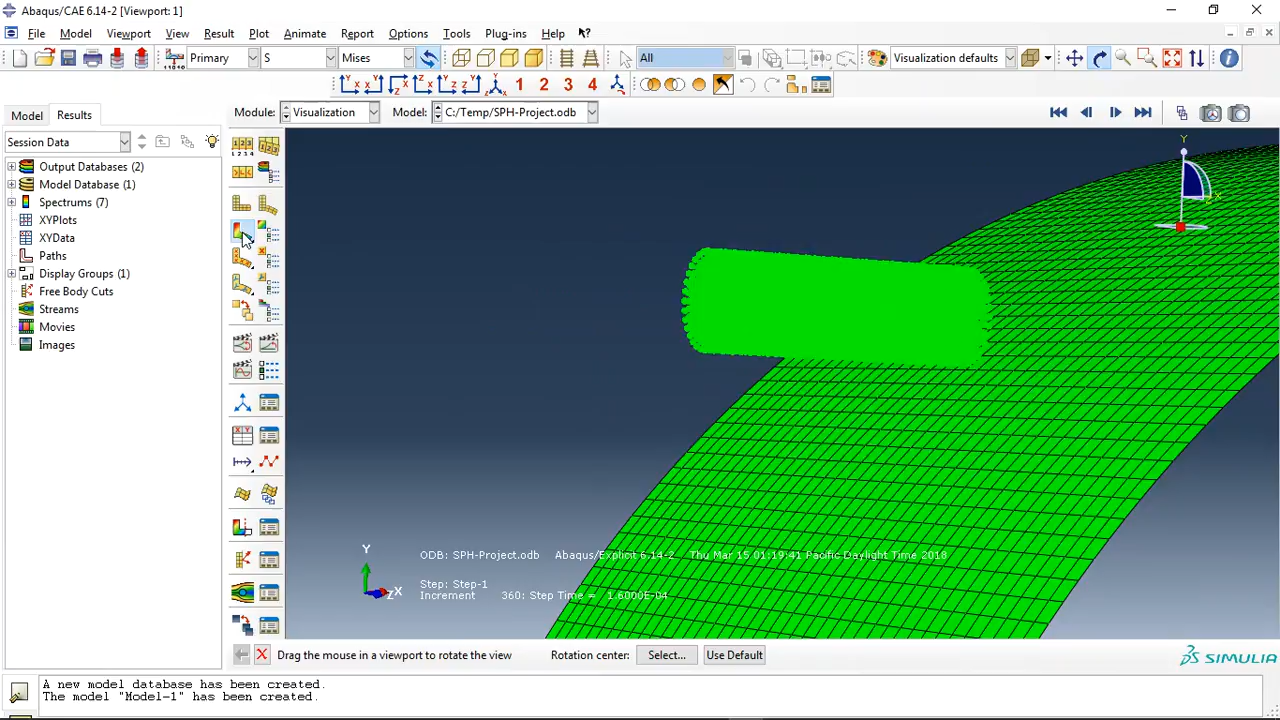 Abaqus/CAE 6.14-2 [Viewport: 1]
File Model Viewport View Result Plot Animate Report Options Tools Plug-ins Help
Primary S Mises All Visualization defaults
1 2 3 4
Model Results Module: Visualization Model: C:/Temp/SPH-Project.odb
Session Data
Output Databases (2)
Model Database (1)
Spectrums (7)
XYPlots
XYData
Paths
Display Groups (1)
Free Body Cuts
Streams
Movies
Images
Y
X
Z
Y
X
Z
ODB: SPH-Project.odb Abaqus/Explicit 6.14-2 Thu Mar 15 01:19:41 Pacific Daylight Time 2018
Step: Step-1
Increment 360: Step Time = 1.6000E-04
Drag the mouse in a viewport to rotate the view Rotation center: Select... Use Default
SIMULIA
A new model database has been created.
The model "Model-1" has been created.